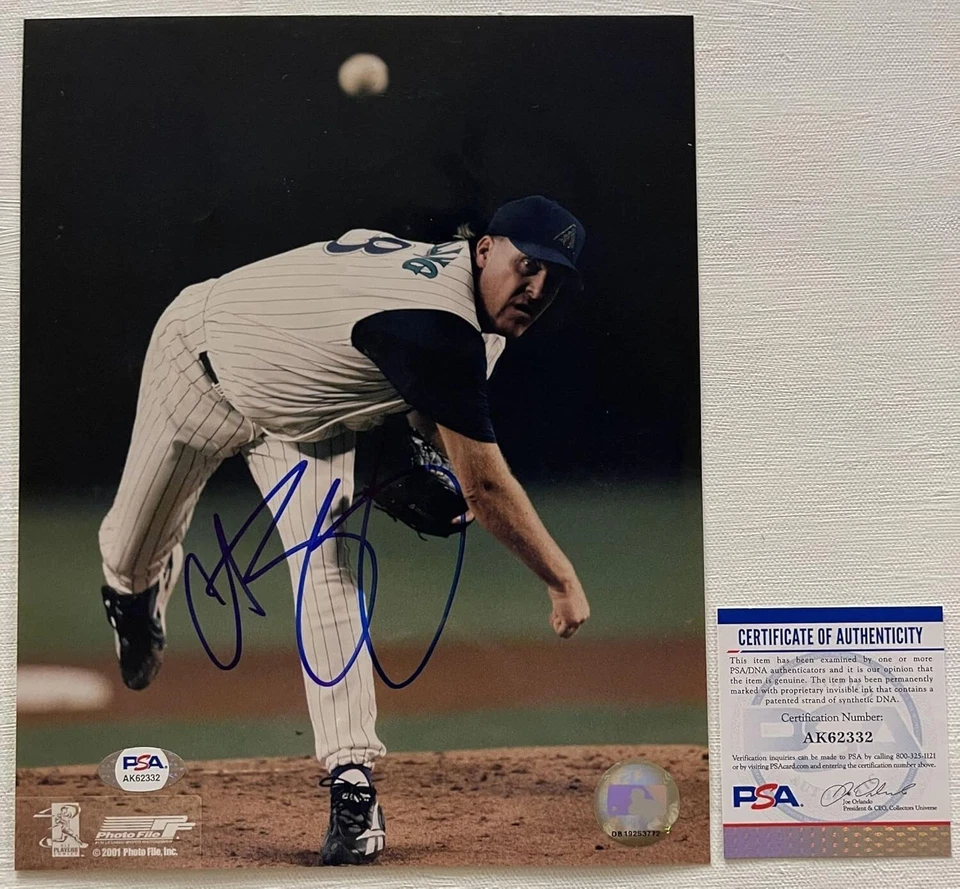 8
NG
PSA
AK62332
PLAYERS
PHOTO FILE
© 2001 Photo File, Inc.
DB 19253772
CERTIFICATE OF AUTHENTICITY
This item has been examined by one or more
PSA/DNA authenticators and it is our opinion that
the item is genuine. The item has been permanently
marked with proprietary invisible ink that contains a
patented strand of synthetic DNA.
Certification Number:
AK62332
Verification inquiries can be made to PSA by calling 800-325-1121
or by visiting PSAcard.com and entering the certification number above.
PSA
Joe Orlando
President & CEO, Collectors Universe